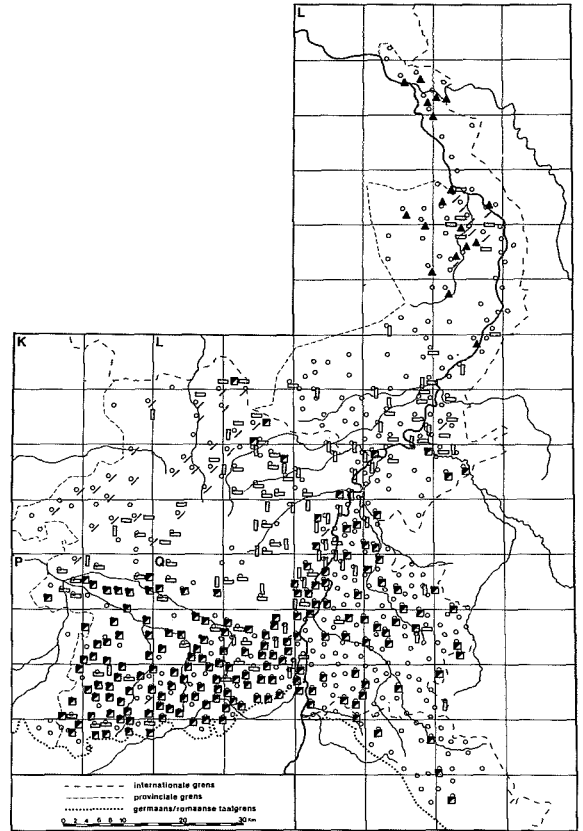 L
K L
P Q
internationale grens
provinciale grens
germaans/romaanse taalgrens
0 2 4 6 8 10 20 30 Km